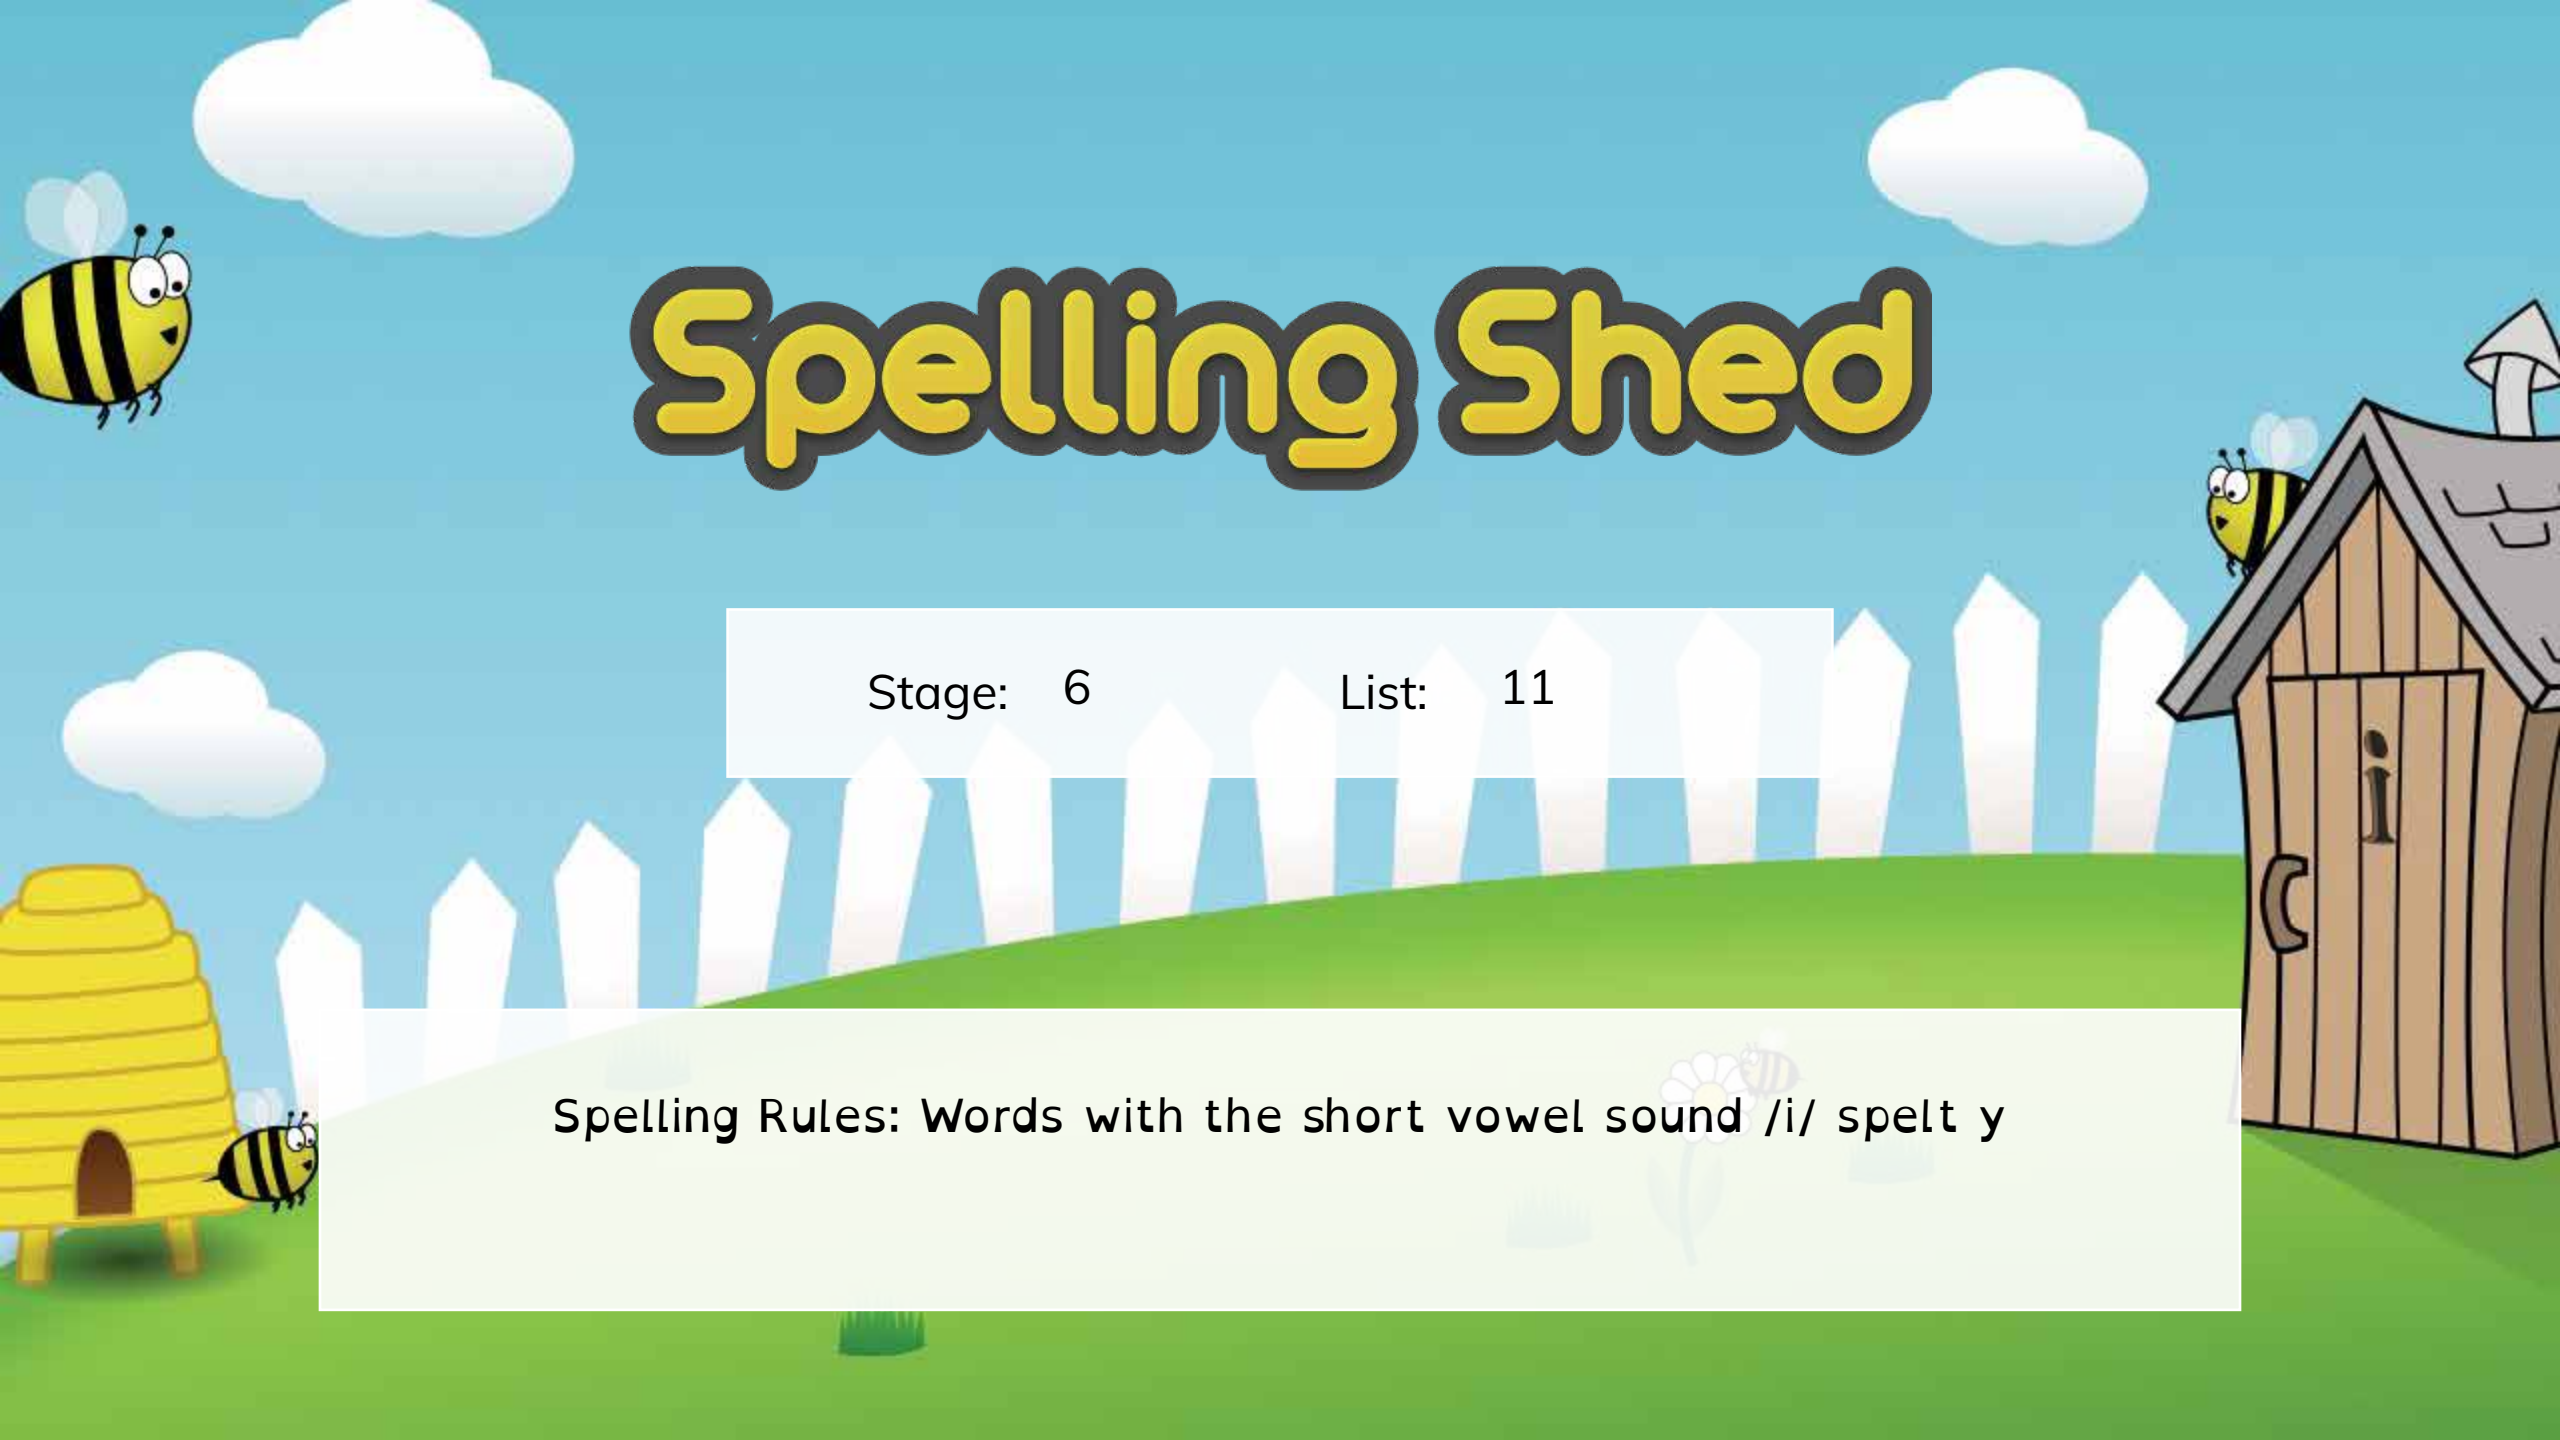 Spelling Shed
Stage: 6 List: 11
i
Spelling Rules: Words with the short vowel sound /i/ spelt y